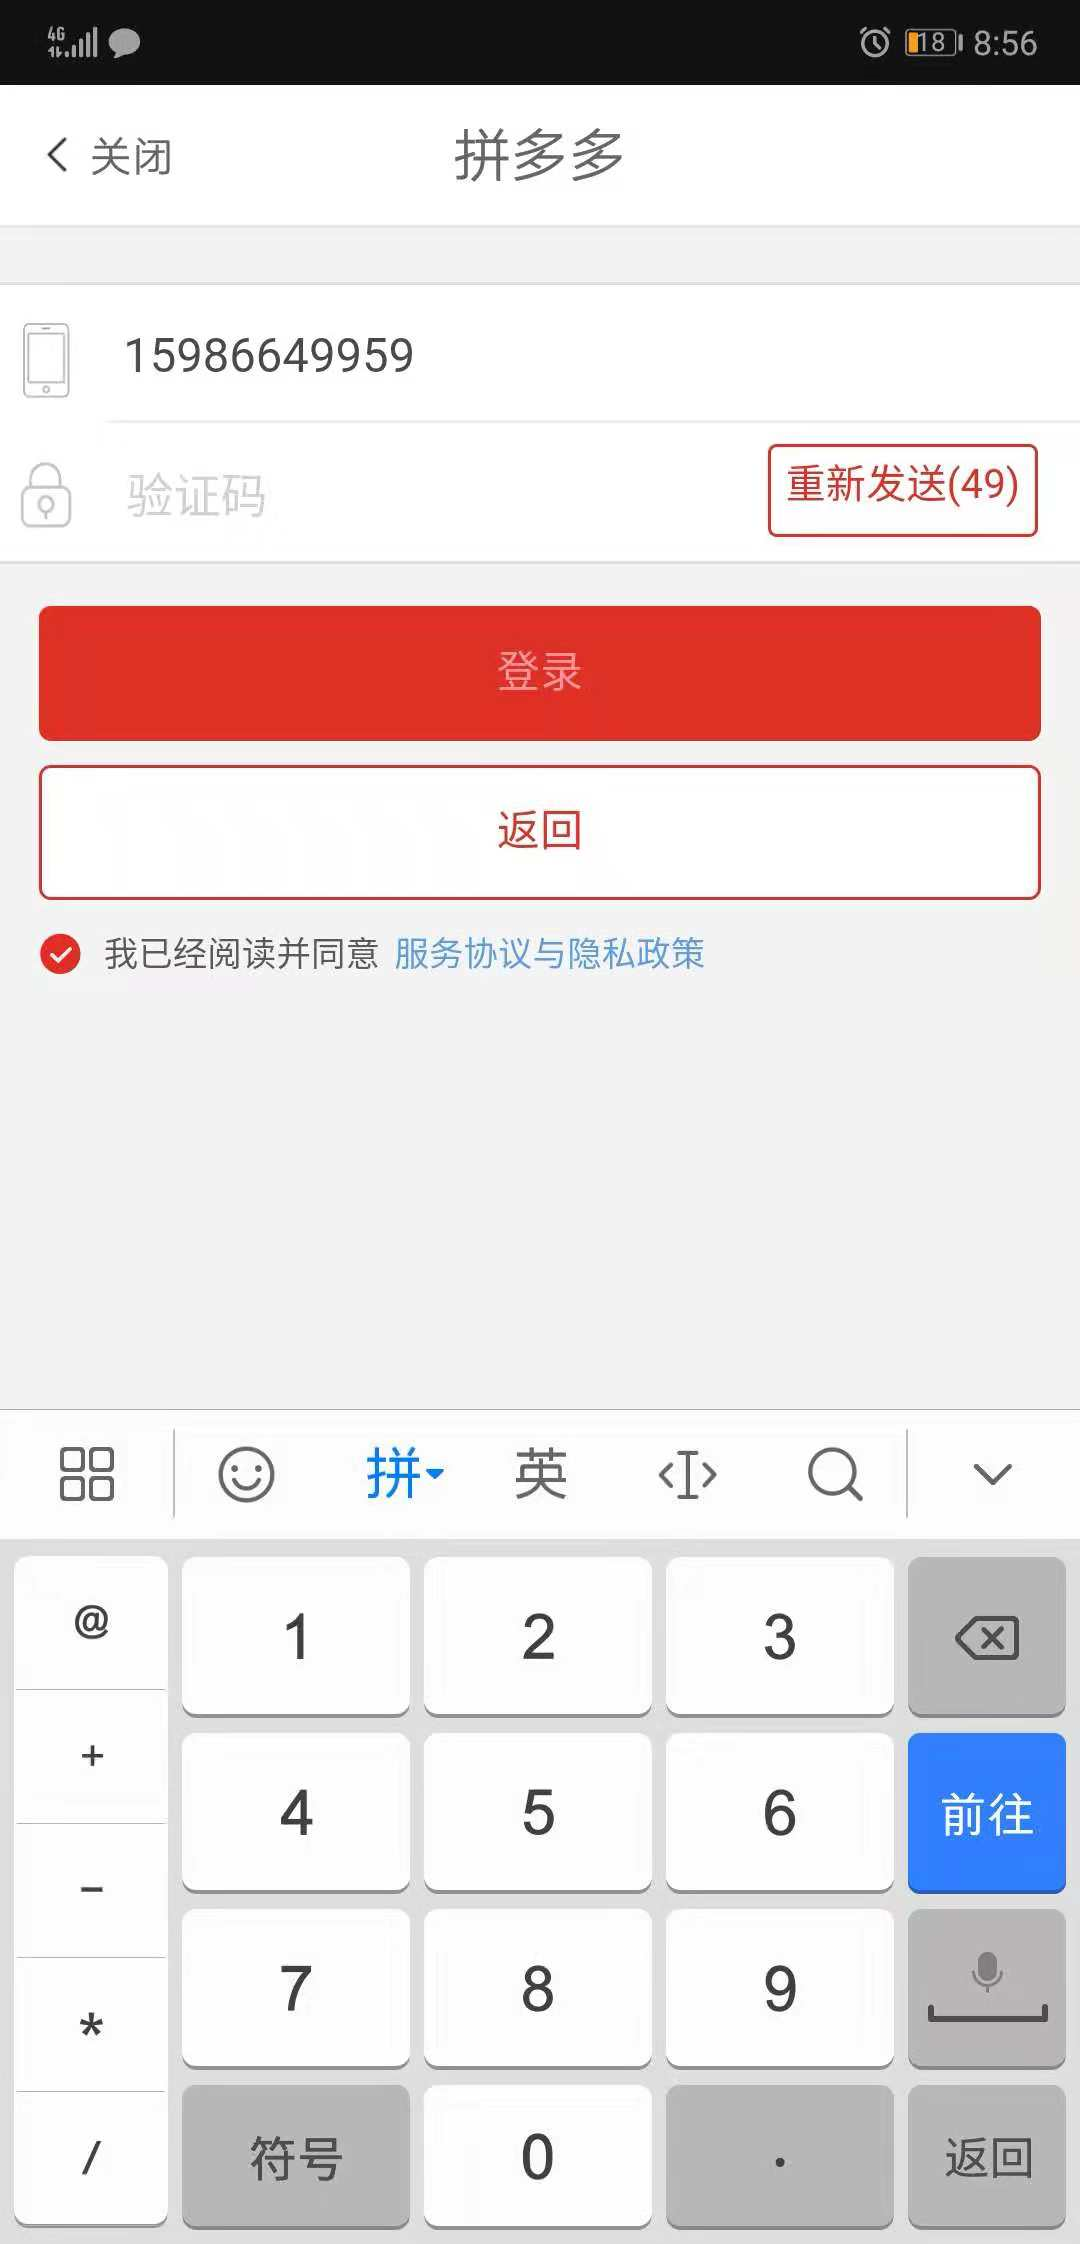 4G 18 8:56
关闭 拼多多
15986649959
验证码 重新发送(49)
登录
返回
我已经阅读并同意 服务协议与隐私政策
拼 英
@ 1 2 3
+ 4 5 6 前往
- 7 8 9
*
/ 符号 0 . 返回